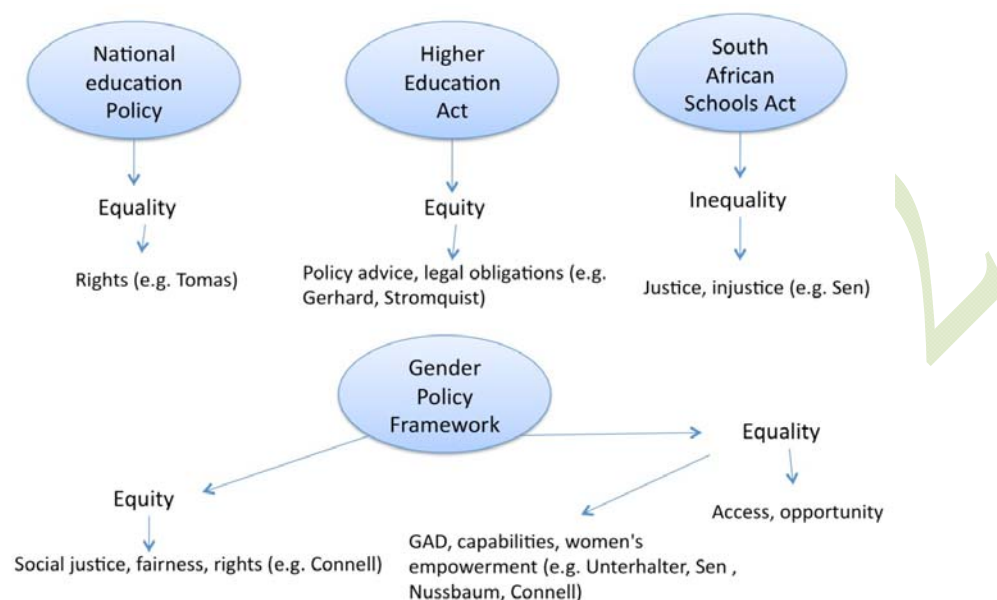 National
education
Policy
Higher
Education
Act
South
African
Schools Act
Equality
Equity
Inequality
Rights (e.g. Tomas)
Policy advice, legal obligations (e.g.
Gerhard, Stromquist)
Justice, injustice (e.g. Sen)
Gender
Policy
Framework
Equality
Equity
Access, opportunity
Social justice, fairness, rights (e.g. Connell)
GAD, capabilities, women's
empowerment (e.g. Unterhalter, Sen ,
Nussbaum, Connell)